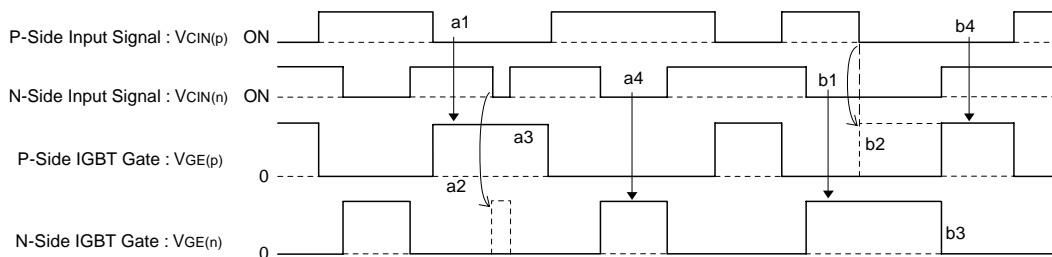 a1
b4
P-Side Input Signal : VCIN(p) ON
a4
b1
N-Side Input Signal : VCIN(n) ON
a3
P-Side IGBT Gate : VGE(p)
b2
0
a2
N-Side IGBT Gate : VGE(n)
b3
0